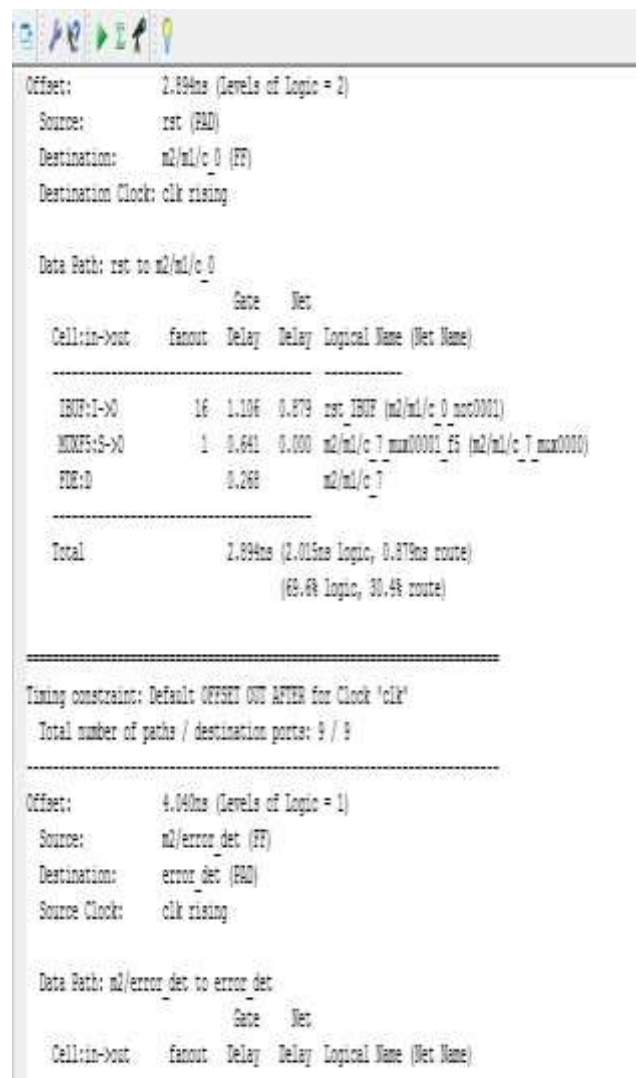 Offset: 2.894ns (Levels of Logic = 2)
Source: rst (PAD)
Destination: m2/m1/c_0 (FF)
Destination Clock: clk rising
Data Path: rst to m2/m1/c_0
Gate Net
Cell:in->out fanout Delay Delay Logical Name (Net Name)
---------------------------------------- ------------
IBUF:I->O 16 1.106 0.879 rst_IBUF (m2/m1/c_0_not0001)
MUXF5:S->O 1 0.641 0.000 m2/m1/c_7_mux00001_f5 (m2/m1/c_7_mux0000)
FDE:D 0.268 m2/m1/c_7
----------------------------------------
Total 2.894ns (2.015ns logic, 0.879ns route)
(69.6% logic, 30.4% route)
=========================================================================
Timing constraint: Default OFFSET OUT AFTER for Clock 'clk'
Total number of paths / destination ports: 9 / 9
-------------------------------------------------------------------------
Offset: 4.040ns (Levels of Logic = 1)
Source: m2/error_det (FF)
Destination: error_det (PAD)
Source Clock: clk rising
Data Path: m2/error_det to error_det
Gate Net
Cell:in->out fanout Delay Delay Logical Name (Net Name)